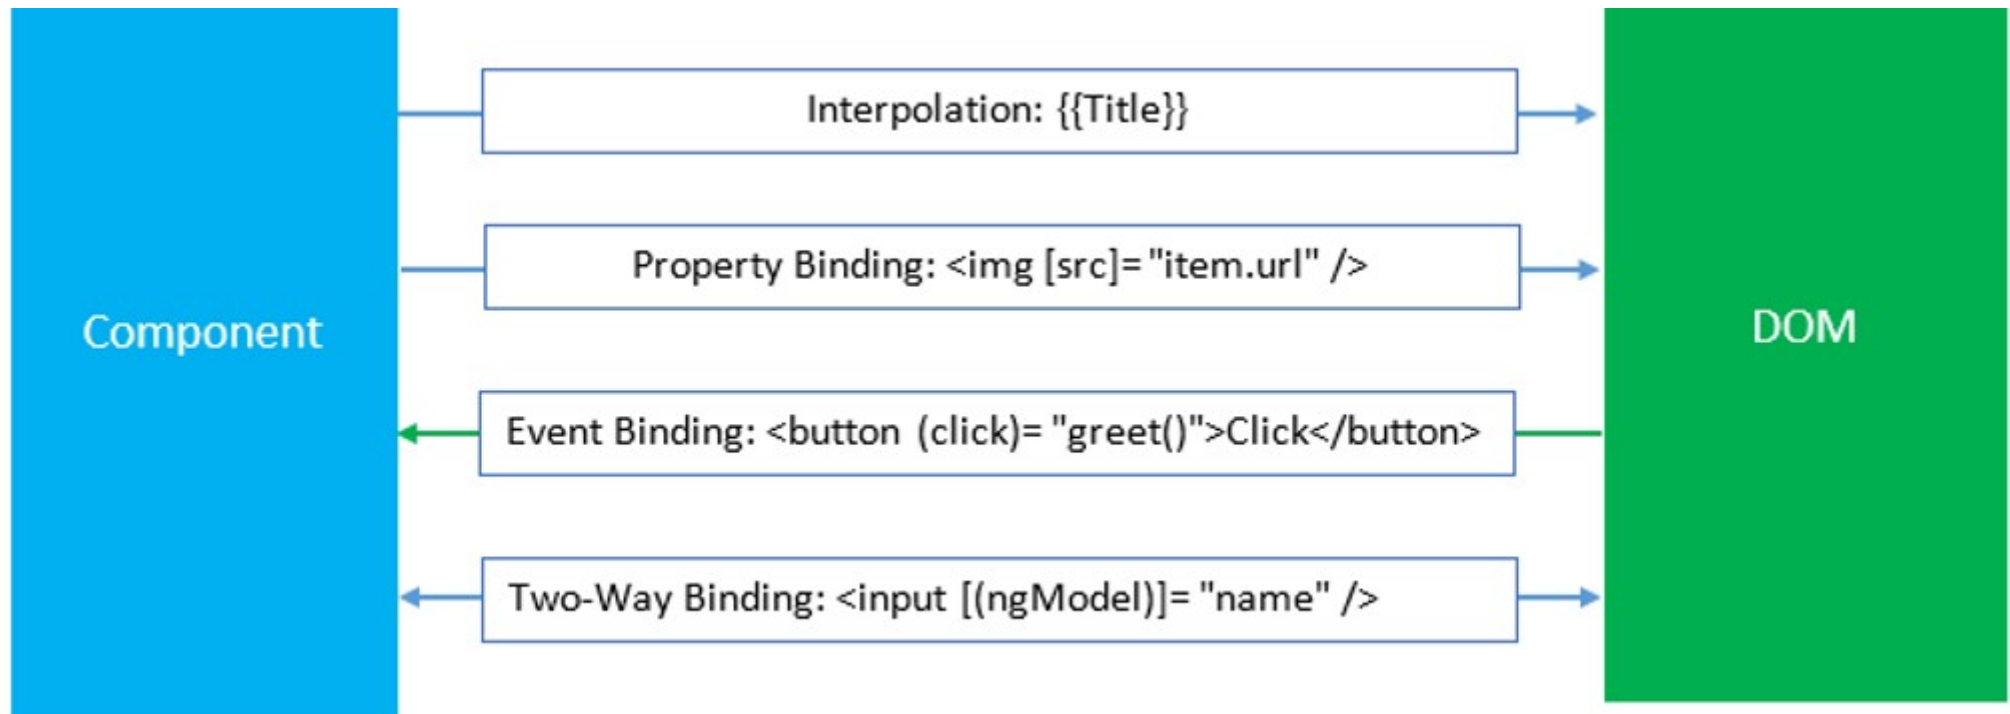 Interpolation: {{Title}}
Property Binding: <img [src]= "item.url" />
Component
DOM
Event Binding: <button (click)= "greet()">Click</button>
Two-Way Binding: <input [(ngModel)]= "name" />